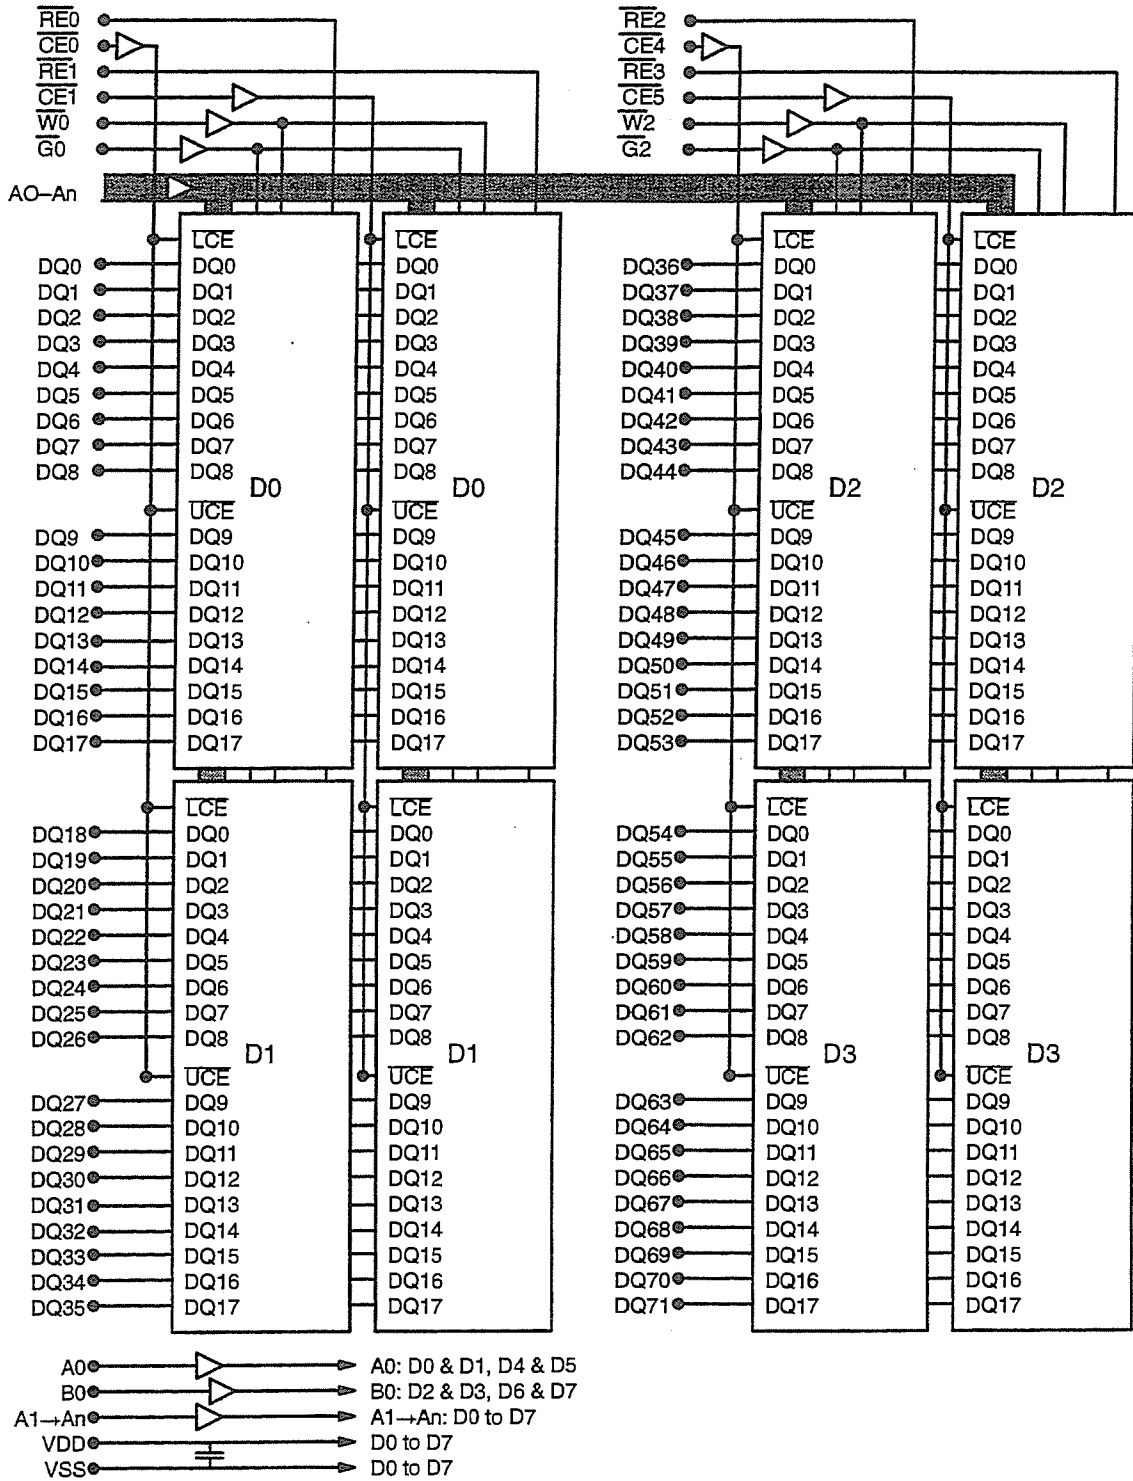 RE0 RE2
CE0 CE4
RE1 RE3
CE1 CE5
W0 W2
G0 G2
AO–An
LCE LCE LCE LCE
DQ0 DQ0 DQ0 DQ36 DQ0 DQ0
DQ1 DQ1 DQ1 DQ37 DQ1 DQ1
DQ2 DQ2 DQ2 DQ38 DQ2 DQ2
DQ3 DQ3 DQ3 DQ39 DQ3 DQ3
DQ4 DQ4 DQ4 DQ40 DQ4 DQ4
DQ5 DQ5 DQ5 DQ41 DQ5 DQ5
DQ6 DQ6 DQ6 DQ42 DQ6 DQ6
DQ7 DQ7 DQ7 DQ43 DQ7 DQ7
DQ8 DQ8 DQ8 DQ44 DQ8 DQ8
D0 D0 D2 D2
UCE UCE UCE UCE
DQ9 DQ9 DQ9 DQ45 DQ9 DQ9
DQ10 DQ10 DQ10 DQ46 DQ10 DQ10
DQ11 DQ11 DQ11 DQ47 DQ11 DQ11
DQ12 DQ12 DQ12 DQ48 DQ12 DQ12
DQ13 DQ13 DQ13 DQ49 DQ13 DQ13
DQ14 DQ14 DQ14 DQ50 DQ14 DQ14
DQ15 DQ15 DQ15 DQ51 DQ15 DQ15
DQ16 DQ16 DQ16 DQ52 DQ16 DQ16
DQ17 DQ17 DQ17 DQ53 DQ17 DQ17
LCE LCE LCE LCE
DQ18 DQ0 DQ0 DQ54 DQ0 DQ0
DQ19 DQ1 DQ1 DQ55 DQ1 DQ1
DQ20 DQ2 DQ2 DQ56 DQ2 DQ2
DQ21 DQ3 DQ3 DQ57 DQ3 DQ3
DQ22 DQ4 DQ4 DQ58 DQ4 DQ4
DQ23 DQ5 DQ5 DQ59 DQ5 DQ5
DQ24 DQ6 DQ6 DQ60 DQ6 DQ6
DQ25 DQ7 DQ7 DQ61 DQ7 DQ7
DQ26 DQ8 DQ8 DQ62 DQ8 DQ8
D1 D1 D3 D3
UCE UCE UCE UCE
DQ27 DQ9 DQ9 DQ63 DQ9 DQ9
DQ28 DQ10 DQ10 DQ64 DQ10 DQ10
DQ29 DQ11 DQ11 DQ65 DQ11 DQ11
DQ30 DQ12 DQ12 DQ66 DQ12 DQ12
DQ31 DQ13 DQ13 DQ67 DQ13 DQ13
DQ32 DQ14 DQ14 DQ68 DQ14 DQ14
DQ33 DQ15 DQ15 DQ69 DQ15 DQ15
DQ34 DQ16 DQ16 DQ70 DQ16 DQ16
DQ35 DQ17 DQ17 DQ71 DQ17 DQ17
A0 A0: D0 & D1, D4 & D5
B0 B0: D2 & D3, D6 & D7
A1→An A1→An: D0 to D7
VDD D0 to D7
VSS D0 to D7